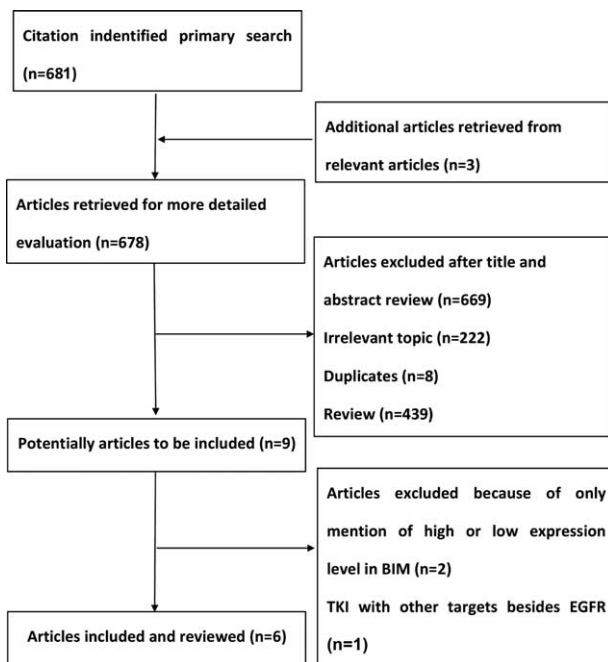 Citation indentified primary search
(n=681)
Additional articles retrieved from
relevant articles (n=3)
Articles retrieved for more detailed
evaluation (n=678)
Articles excluded after title and
abstract review (n=669)
Irrelevant topic (n=222)
Duplicates (n=8)
Review (n=439)
Potentially articles to be included (n=9)
Articles excluded because of only
mention of high or low expression
level in BIM (n=2)
TKI with other targets besides EGFR
(n=1)
Articles included and reviewed (n=6)